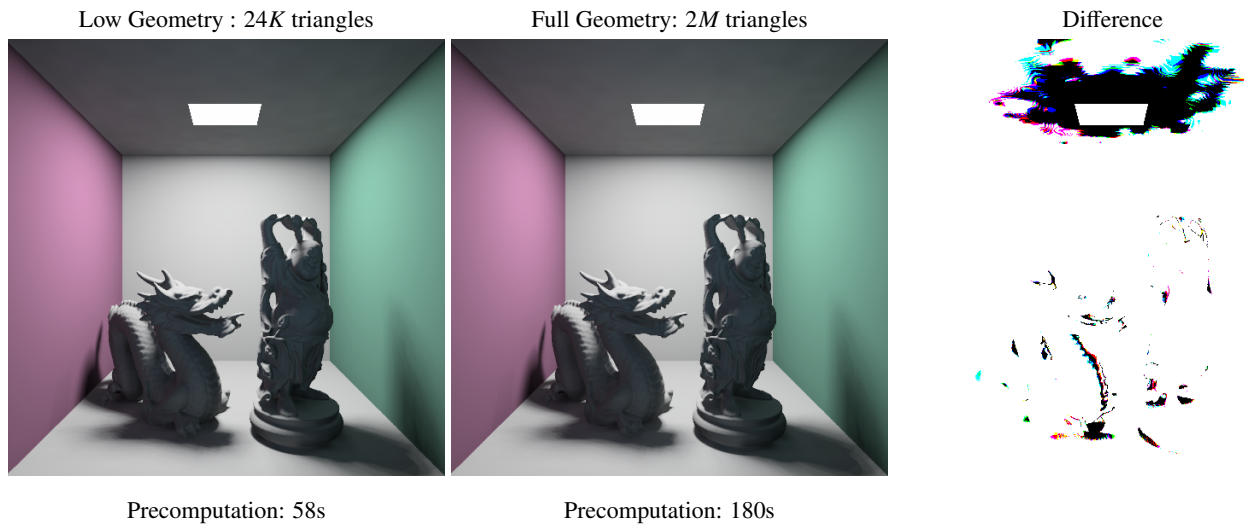 Low Geometry : 24K triangles
Full Geometry: 2M triangles
Difference
Precomputation: 58s
Precomputation: 180s